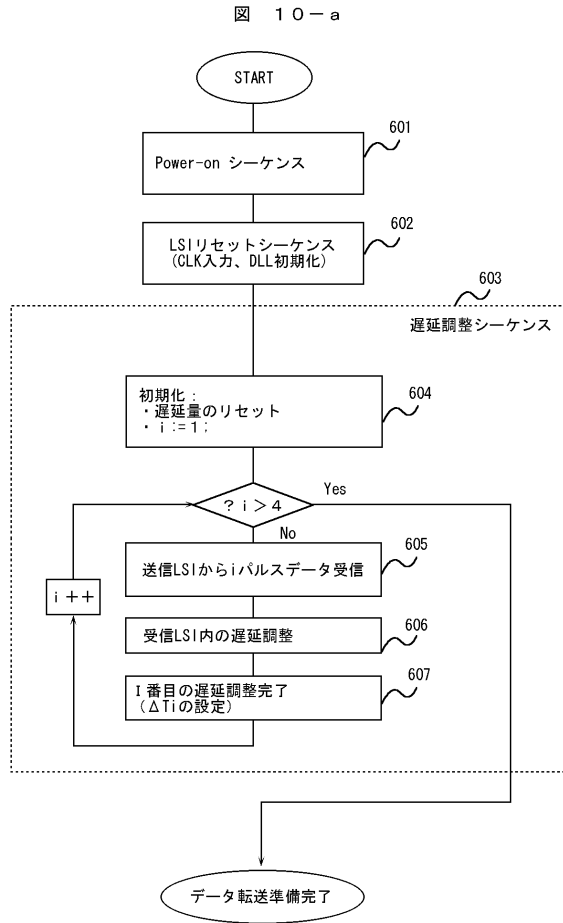 図 10-a
START
601
Power-on シーケンス
602
LSIリセットシーケンス
(CLK入力、DLL初期化)
603
遅延調整シーケンス
604
初期化：
・遅延量のリセット
・ｉ:=1;
？ｉ＞4
Yes
No
605
送信LSIからiパルスデータ受信
ｉ＋＋
606
受信LSI内の遅延調整
607
Ｉ番目の遅延調整完了
(ΔTiの設定)
データ転送準備完了